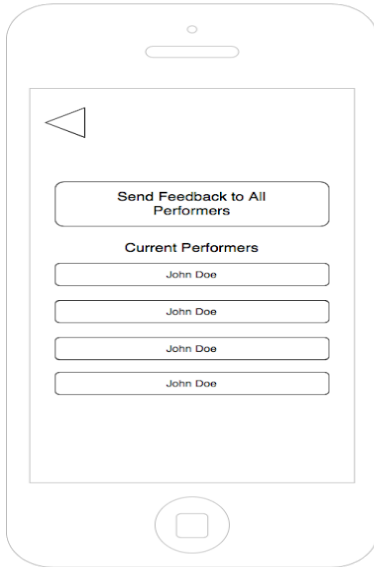 Send Feedback to All
Performers
Current Performers
John Doe
John Doe
John Doe
John Doe